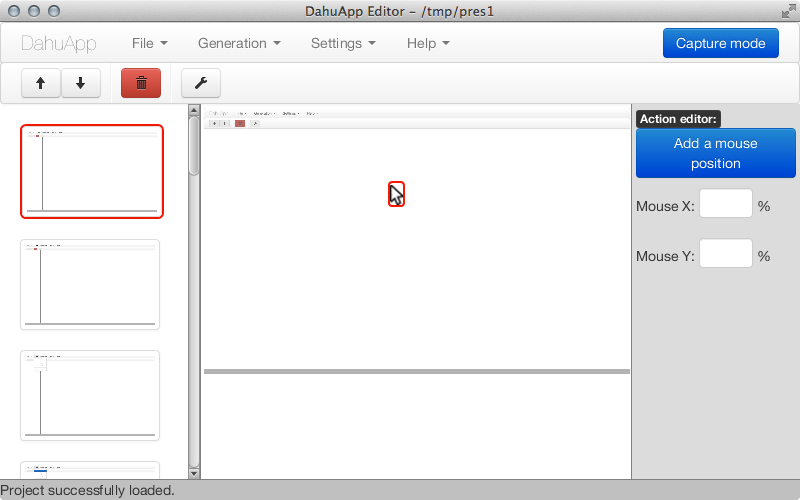 DahuApp Editor – /tmp/pres1
DahuApp File Generation Settings Help Capture mode
Action editor:
Add a mouse
position
Mouse X: %
Mouse Y: %
Project successfully loaded.